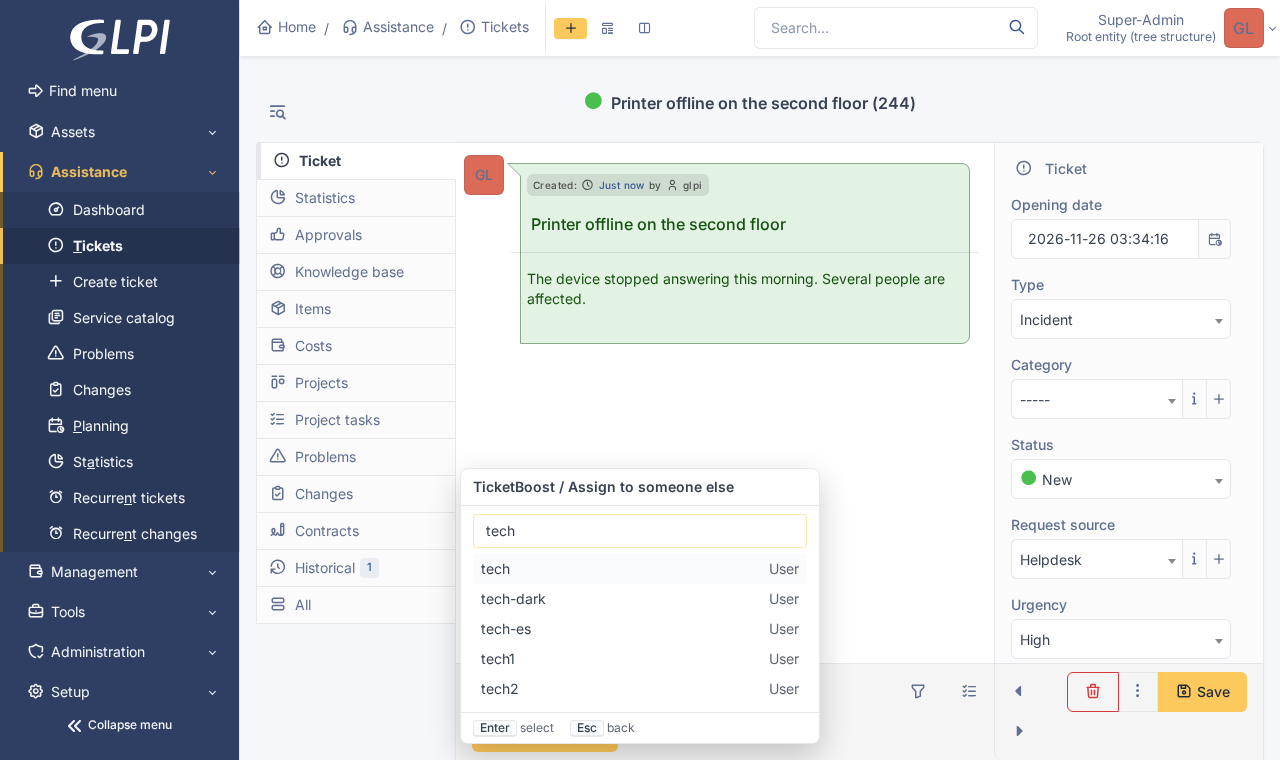 GLPI
Find menu
Assets
Assistance
Dashboard
Tickets
Create ticket
Service catalog
Problems
Changes
Planning
Statistics
Recurrent tickets
Recurrent changes
Management
Tools
Administration
Setup
Collapse menu
Home / Assistance / Tickets
Search...
Super-Admin
Root entity (tree structure)
GL
Printer offline on the second floor (244)
Ticket
Statistics
Approvals
Knowledge base
Items
Costs
Projects
Project tasks
Problems
Changes
Contracts
Historical 1
All
GL
Created: Just now by glpi
Printer offline on the second floor
The device stopped answering this morning. Several people are
affected.
TicketBoost / Assign to someone else
tech
tech User
tech-dark User
tech-es User
tech1 User
tech2 User
Enter select Esc back
Ticket
Opening date
2026-11-26 03:34:16
Type
Incident
Category
-----
Status
New
Request source
Helpdesk
Urgency
High
Save